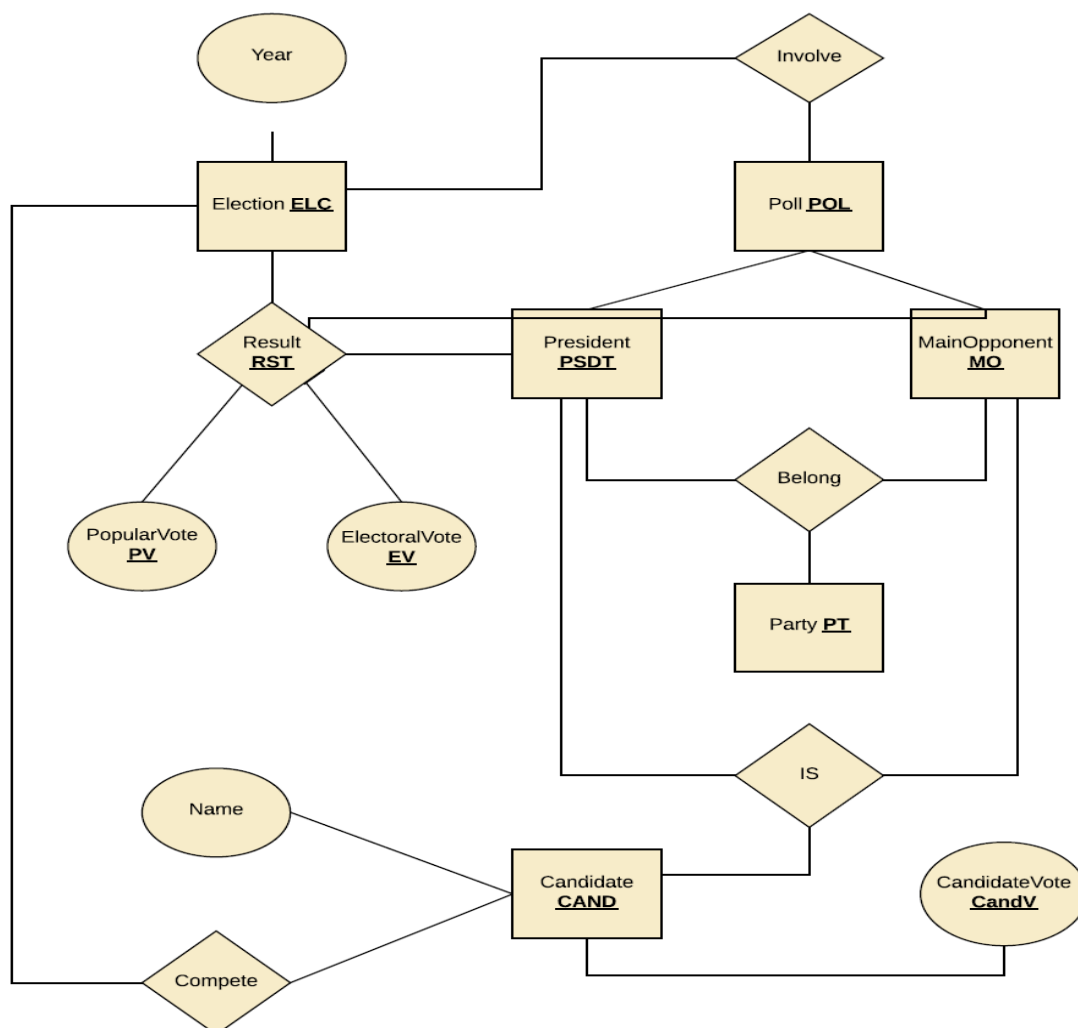 Year
Involve
Election ELC
Poll POL
Result
RST
President
PSDT
MainOpponent
MO
Belong
PopularVote
PV
ElectoralVote
EV
Party PT
IS
Name
Candidate
CAND
CandidateVote
CandV
Compete